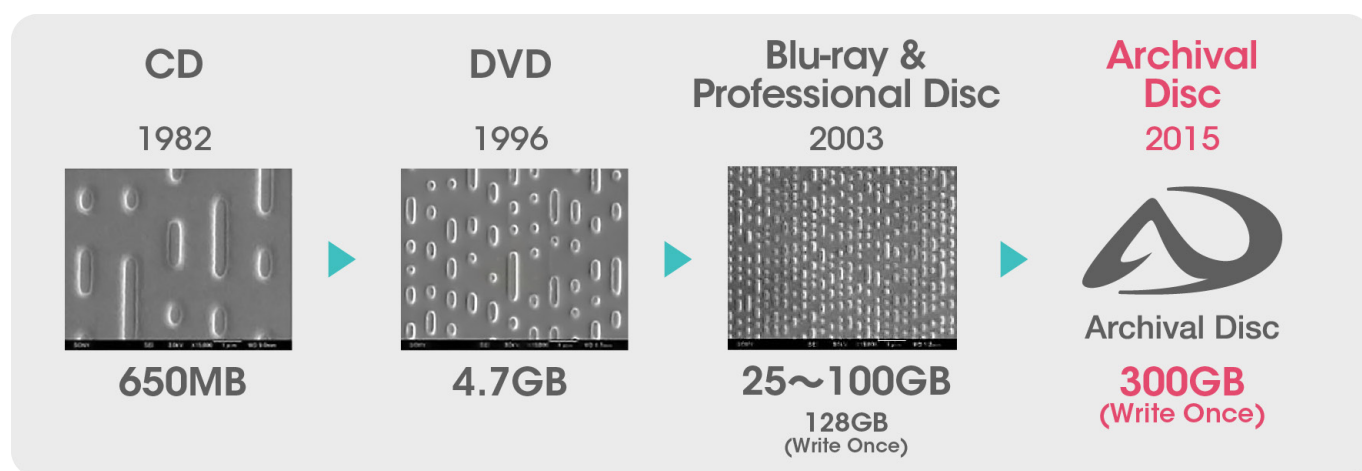 CD
1982
650MB
DVD
1996
4.7GB
Blu-ray &
Professional Disc
2003
25～100GB
128GB
(Write Once)
Archival
Disc
2015
Archival Disc
300GB
(Write Once)